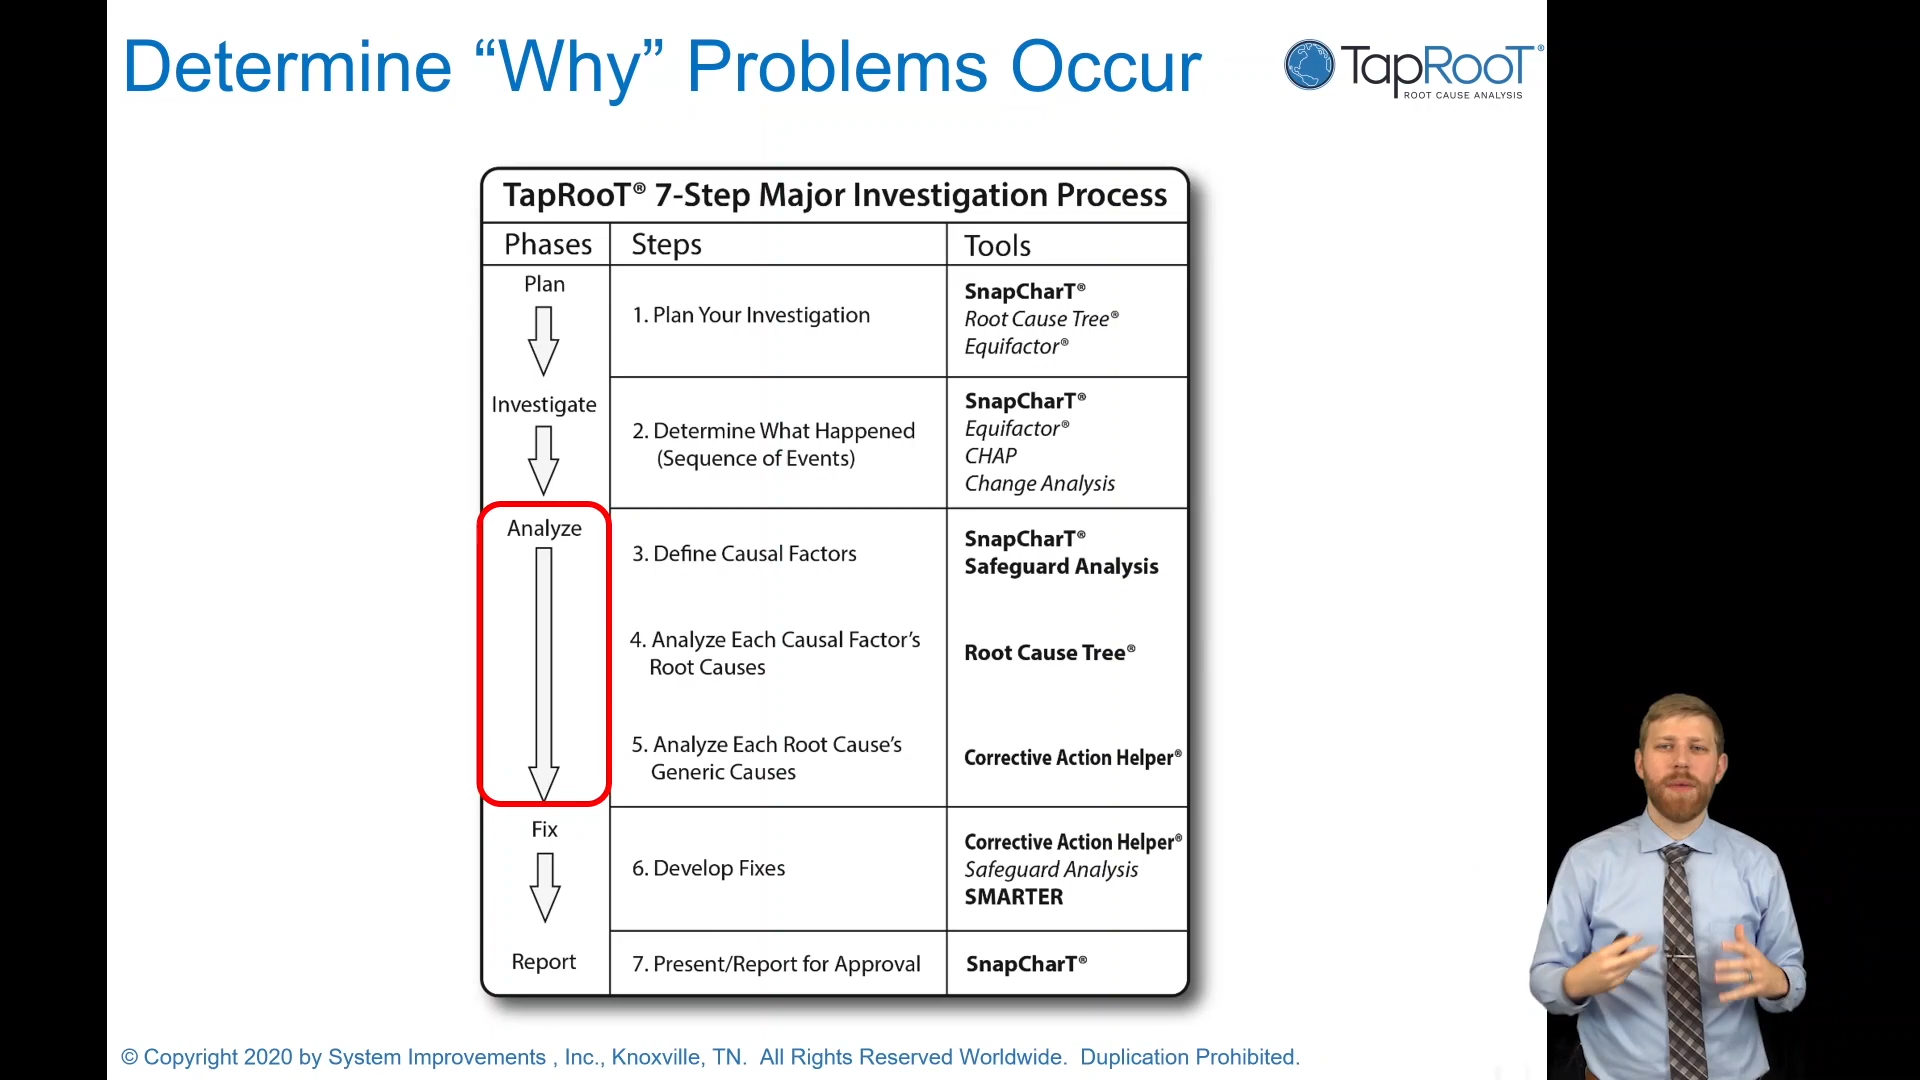 Determine “Why” Problems Occur
TapRooT®
ROOT CAUSE ANALYSIS
TapRooT® 7-Step Major Investigation Process
Phases
Steps
Tools
Plan
1. Plan Your Investigation
SnapCharT®
Root Cause Tree®
Equifactor®
Investigate
2. Determine What Happened
(Sequence of Events)
SnapCharT®
Equifactor®
CHAP
Change Analysis
Analyze
3. Define Causal Factors
SnapCharT®
Safeguard Analysis
4. Analyze Each Causal Factor’s
Root Causes
Root Cause Tree®
5. Analyze Each Root Cause’s
Generic Causes
Corrective Action Helper®
Fix
6. Develop Fixes
Corrective Action Helper®
Safeguard Analysis
SMARTER
Report
7. Present/Report for Approval
SnapCharT®
© Copyright 2020 by System Improvements , Inc., Knoxville, TN.  All Rights Reserved Worldwide.  Duplication Prohibited.